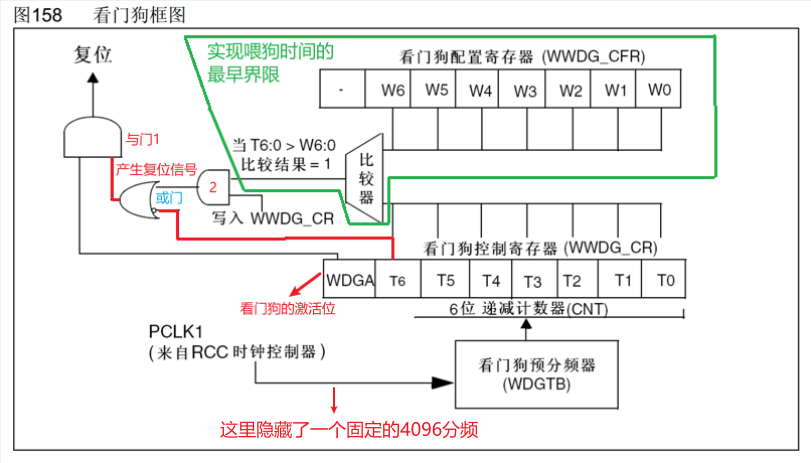 图158 看门狗框图
复位
实现喂狗时间的
最早界限
看门狗配置寄存器 (WWDG_CFR)
- W6 W5 W4 W3 W2 W1 W0
与门1
当 T6:0 > W6:0
比较结果 = 1
比较器
产生复位信号
2
或门
写入 WWDG_CR
看门狗控制寄存器 (WWDG_CR)
WDGA T6 T5 T4 T3 T2 T1 T0
看门狗的激活位
6位 递减计数器(CNT)
PCLK1
(来自RCC时钟控制器)
看门狗预分频器
(WDGTB)
这里隐藏了一个固定的4096分频